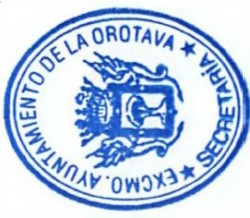 EXCMO. AYUNTAMIENTO DE LA OROTAVA
★ SECRETARÍA ★